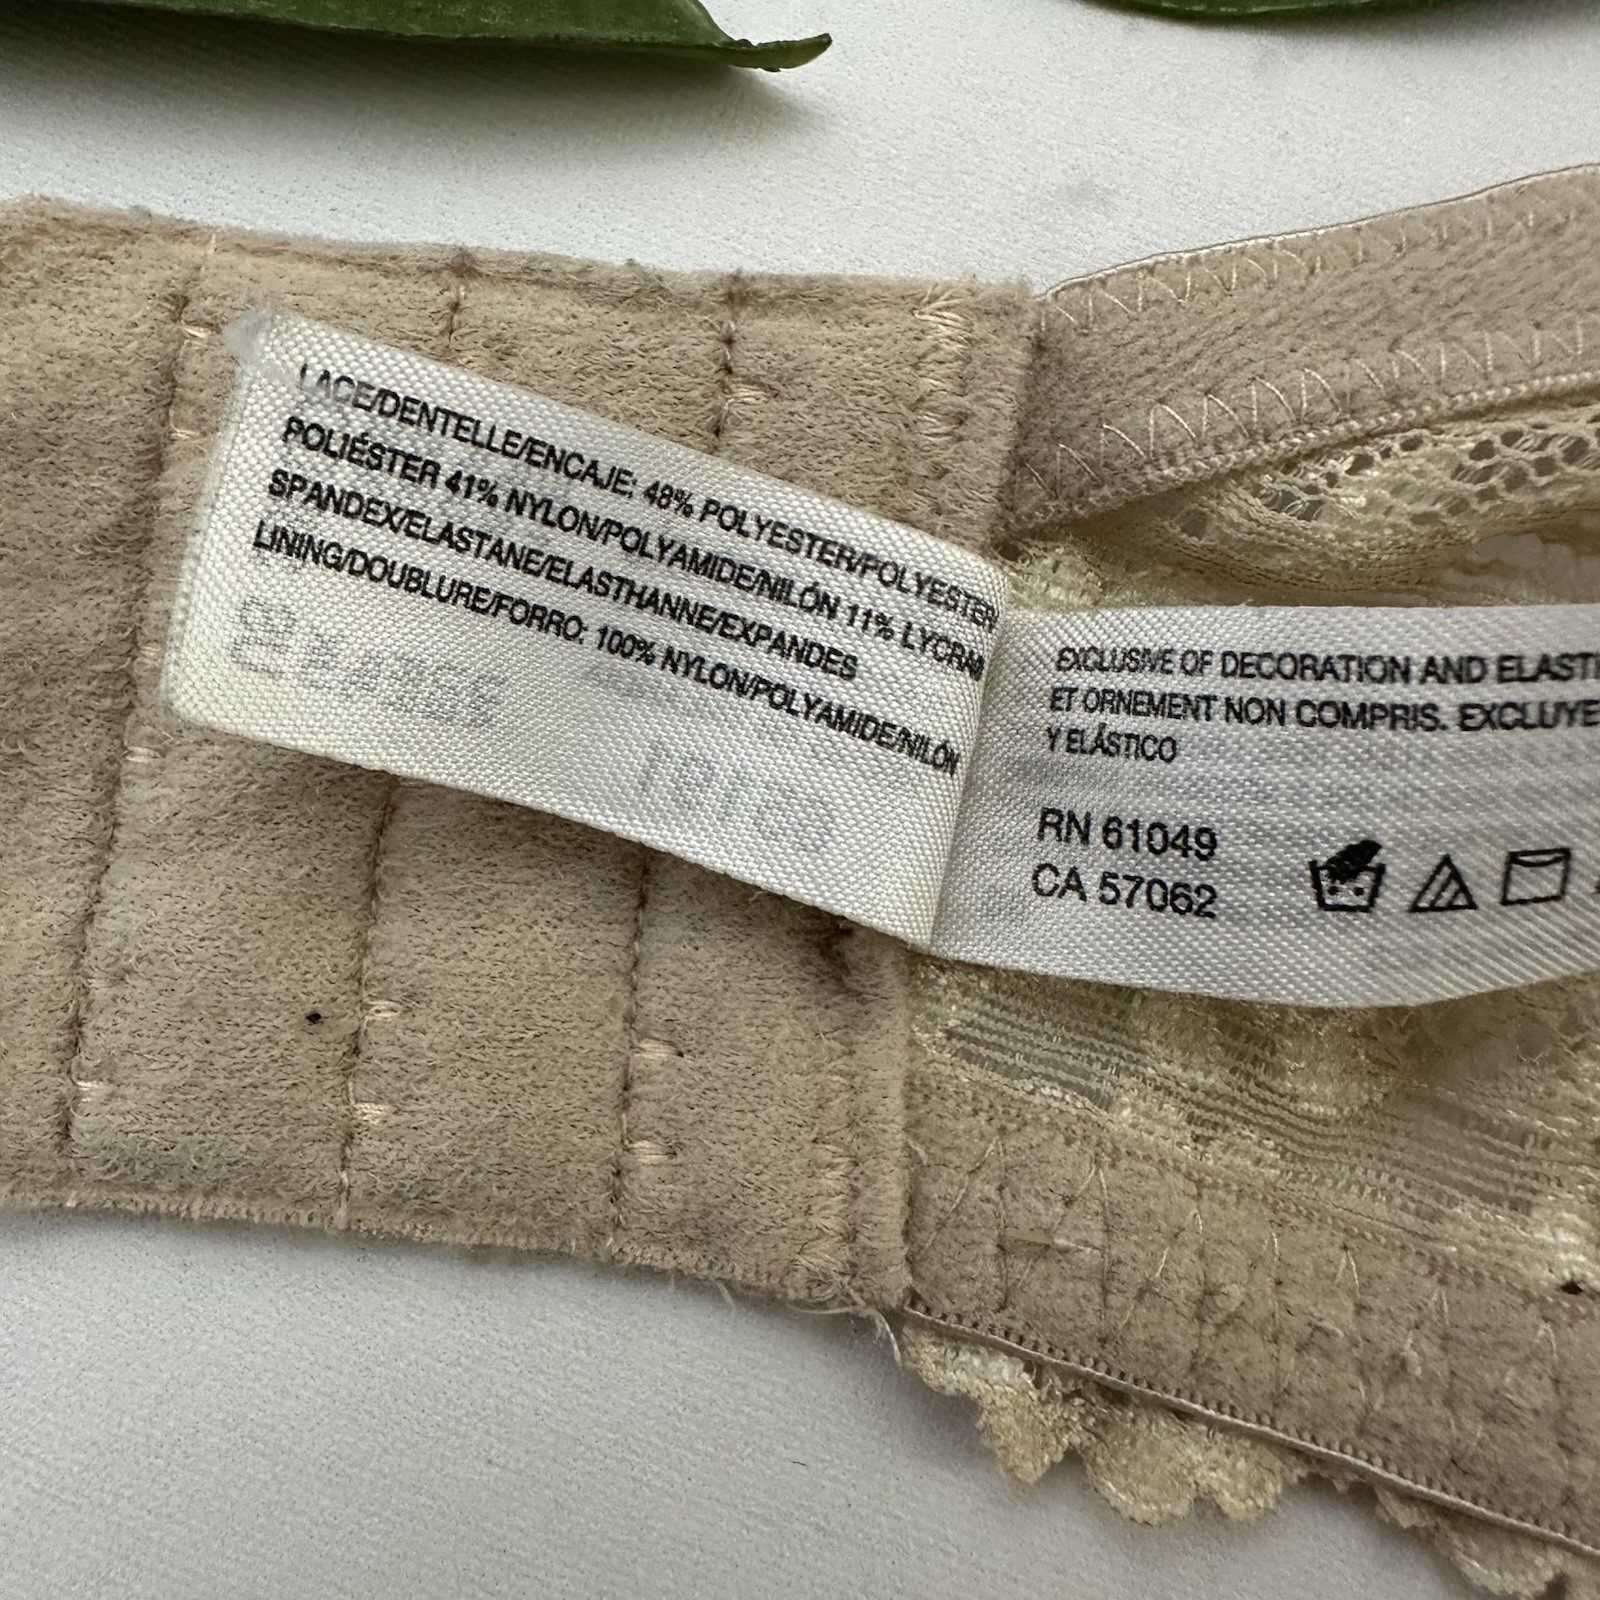 LACE/DENTELLE/ENCAJE: 48% POLYESTER/POLYESTER/
POLIÉSTER 41% NYLON/POLYAMIDE/NILÓN 11% LYCRA
SPANDEX/ELASTANE/ELASTHANNE/EXPANDES
LINING/DOUBLURE/FORRO: 100% NYLON/POLYAMIDE/NILÓN
EXCLUSIVE OF DECORATION AND ELASTI
ET ORNEMENT NON COMPRIS. EXCLUYE
Y ELÁSTICO
RN 61049
CA 57062